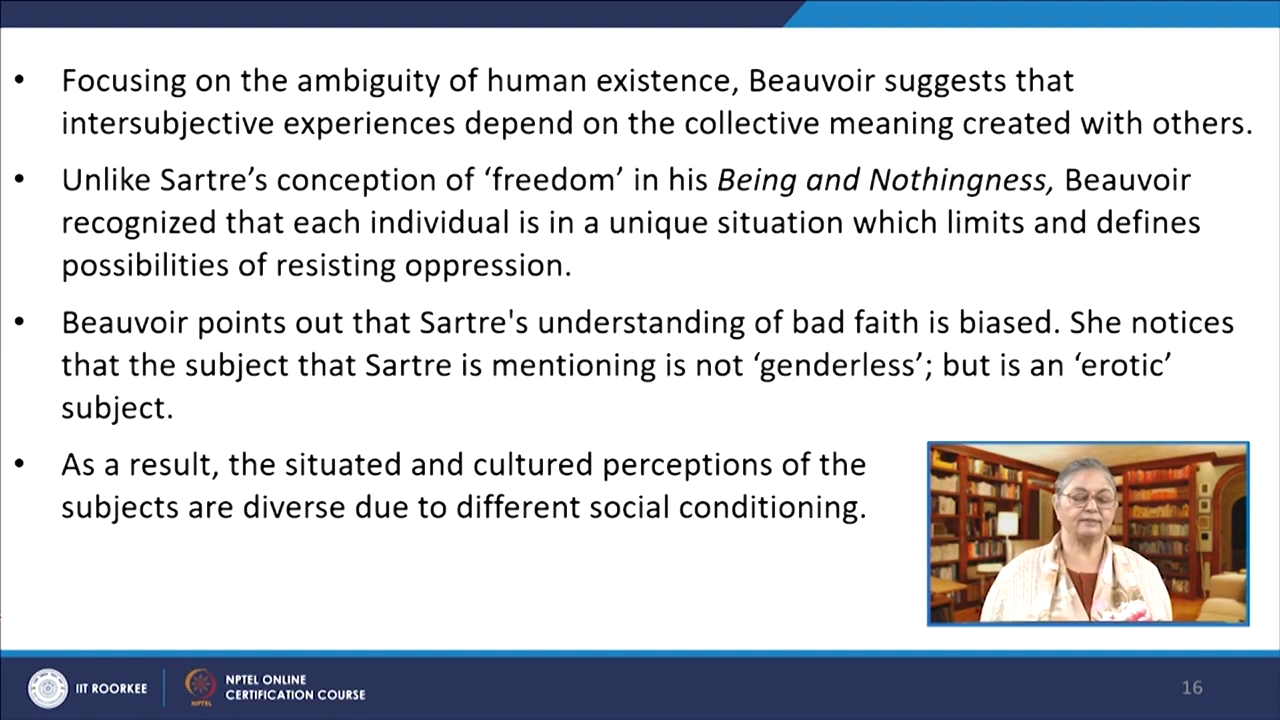 • Focusing on the ambiguity of human existence, Beauvoir suggests that
intersubjective experiences depend on the collective meaning created with others.
• Unlike Sartre’s conception of ‘freedom’ in his Being and Nothingness, Beauvoir
recognized that each individual is in a unique situation which limits and defines
possibilities of resisting oppression.
• Beauvoir points out that Sartre's understanding of bad faith is biased. She notices
that the subject that Sartre is mentioning is not ‘genderless’; but is an ‘erotic’
subject.
• As a result, the situated and cultured perceptions of the
subjects are diverse due to different social conditioning.
IIT ROORKEE
NPTEL
NPTEL ONLINE
CERTIFICATION COURSE
16